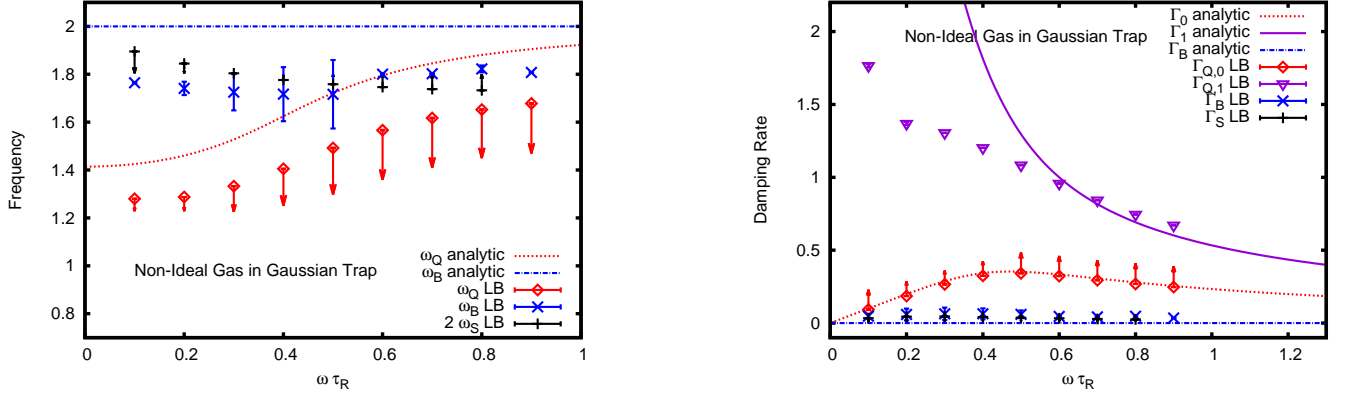 2
1.8
1.6
1.4
1.2
1
0.8
0
0.2
0.4
0.6
0.8
1
Frequency
ω τR
Non-Ideal Gas in Gaussian Trap
ωQ analytic
ωB analytic
ωQ LB
ωB LB
2 ωS LB
2
1.5
1
0.5
0
0
0.2
0.4
0.6
0.8
1
1.2
Damping Rate
ω τR
Non-Ideal Gas in Gaussian Trap
Γ0 analytic
Γ1 analytic
ΓB analytic
ΓQ,0 LB
ΓQ,1 LB
ΓB LB
ΓS LB